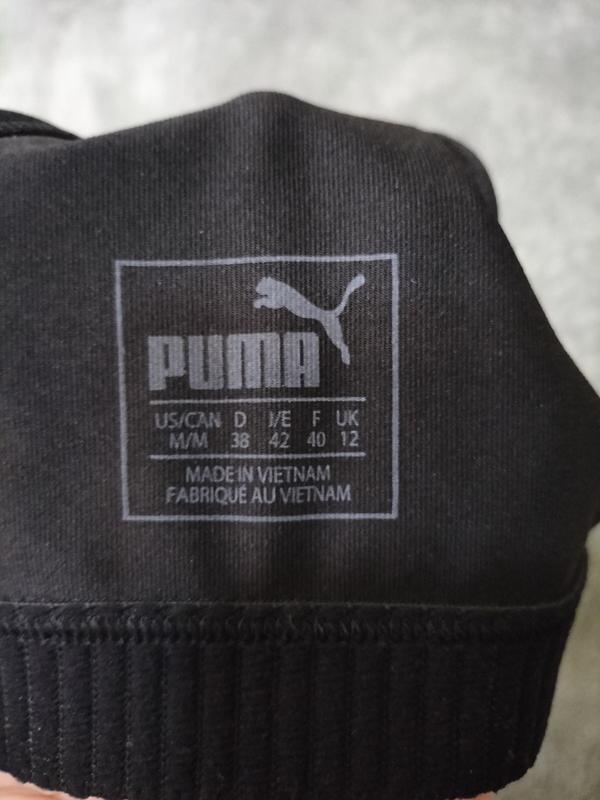 PUMA
US/CAN D I/E F UK
M/M 38 42 40 12
MADE IN VIETNAM
FABRIQUÉ AU VIETNAM